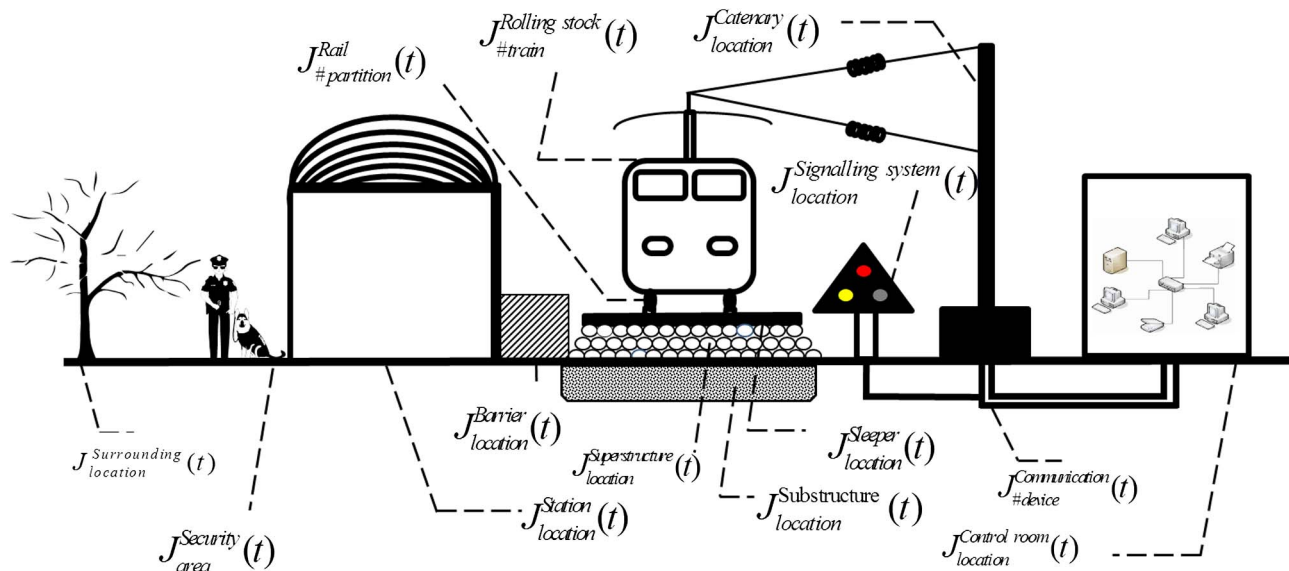 J^{Rolling stock}_{#train}(t)
J^{Catenary}_{location}(t)
J^{Rail}_{#partition}(t)
J^{Signalling system}_{location}(t)
J^{Barrier}_{location}(t)
J^{Sleeper}_{location}(t)
J^{Surrounding}_{location}(t)
J^{Superstructure}_{location}(t)
J^{Communication}_{#device}(t)
J^{Station}_{location}(t)
J^{Substructure}_{location}(t)
J^{Security}_{area}(t)
J^{Control room}_{location}(t)